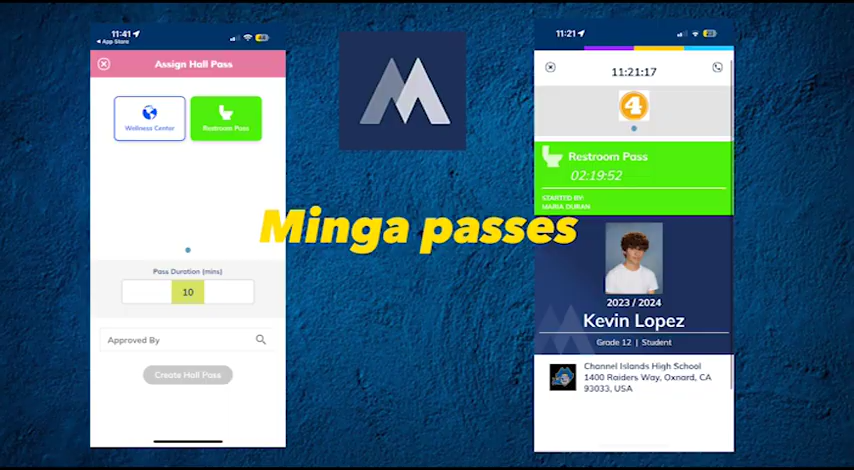 11:41
App Store
48
Assign Hall Pass
Wellness Center
Restroom Pass
Pass Duration (mins)
10
Approved By
Create Hall Pass
Minga passes
11:21
23
11:21:17
4
Restroom Pass
02:19:52
STARTED BY:
MARIA DURAN
2023 / 2024
Kevin Lopez
Grade 12 | Student
Channel Islands High School
1400 Raiders Way, Oxnard, CA
93033, USA